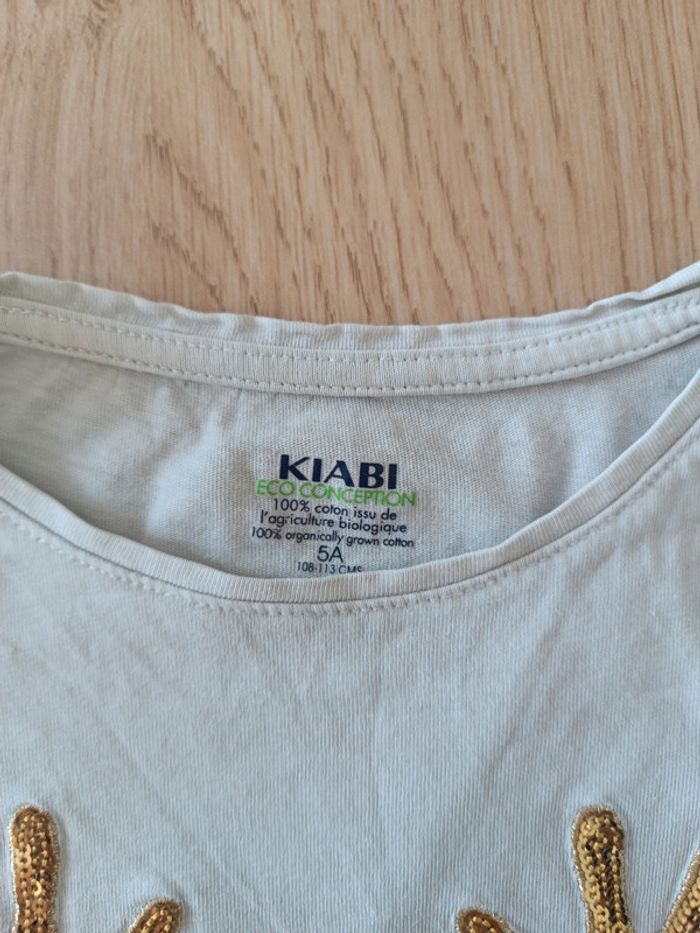 KIABI
ECO CONCEPTION
100% coton issu de
l'agriculture biologique
100% organically grown cotton
5A
108-113 CMS